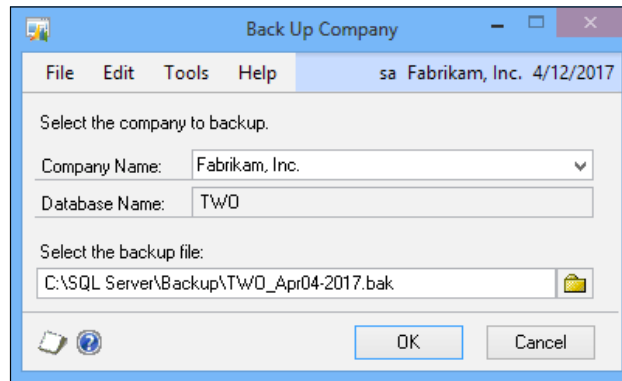 Back Up Company
File Edit Tools Help sa Fabrikam, Inc. 4/12/2017
Select the company to backup.
Company Name: Fabrikam, Inc.
Database Name: TWO
Select the backup file:
C:\SQL Server\Backup\TWO_Apr04-2017.bak
OK Cancel